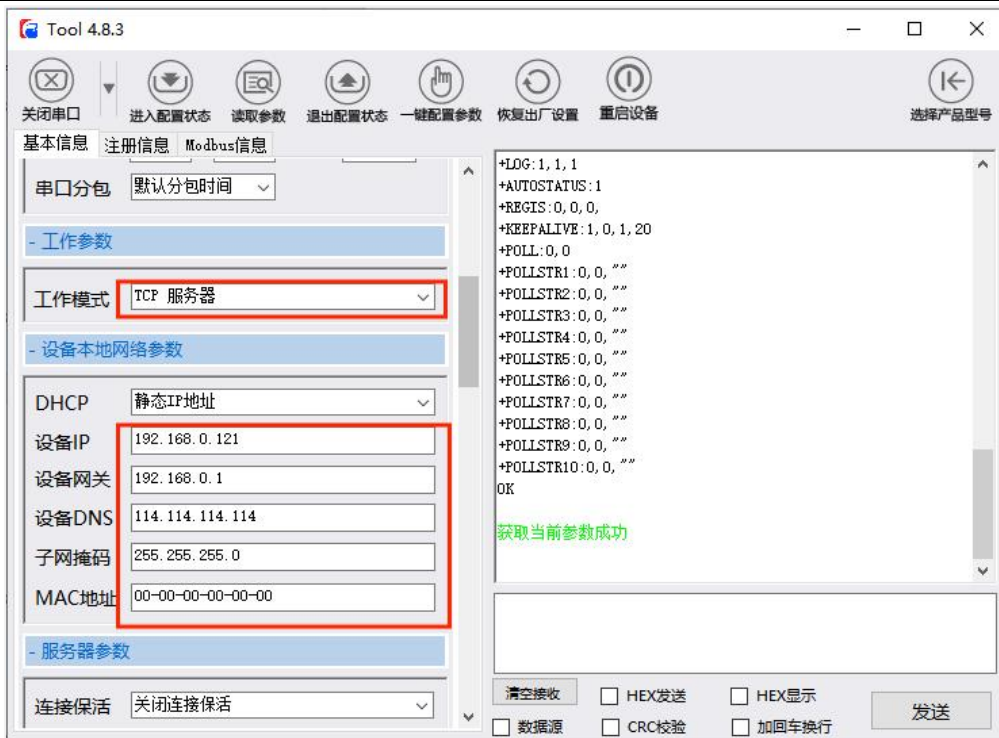 Tool 4.8.3
关闭串口 进入配置状态 读取参数 退出配置状态 一键配置参数 恢复出厂设置 重启设备 选择产品型号
基本信息 注册信息 Modbus信息
串口分包 默认分包时间
- 工作参数
工作模式 TCP 服务器
- 设备本地网络参数
DHCP 静态IP地址
设备IP 192.168.0.121
设备网关 192.168.0.1
设备DNS 114.114.114.114
子网掩码 255.255.255.0
MAC地址 00-00-00-00-00-00
- 服务器参数
连接保活 关闭连接保活
+LOG:1,1,1
+AUTOSTATUS:1
+REGIS:0,0,0,
+KEEPALIVE:1,0,1,20
+POLL:0,0
+POLLSTR1:0,0,""
+POLLSTR2:0,0,""
+POLLSTR3:0,0,""
+POLLSTR4:0,0,""
+POLLSTR5:0,0,""
+POLLSTR6:0,0,""
+POLLSTR7:0,0,""
+POLLSTR8:0,0,""
+POLLSTR9:0,0,""
+POLLSTR10:0,0,""
OK
获取当前参数成功
清空接收 HEX发送 HEX显示
数据源 CRC校验 加回车换行
发送